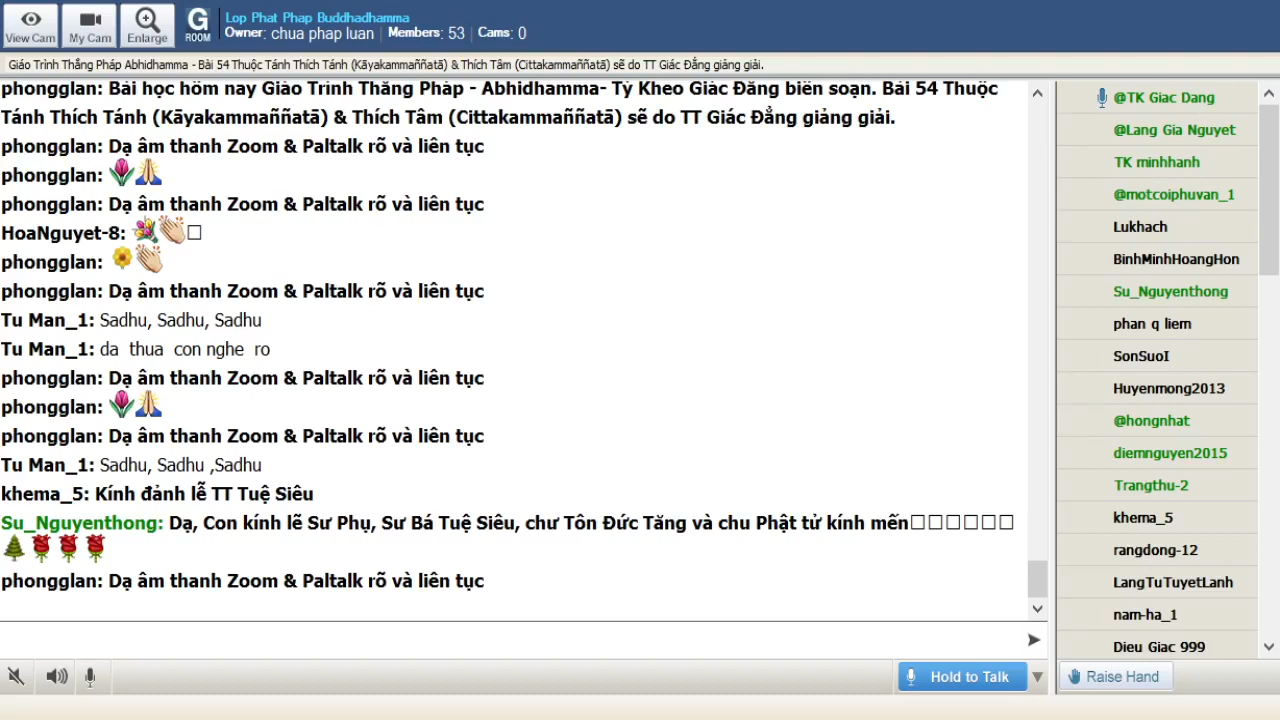 View Cam
My Cam
Enlarge
G
ROOM
Lop Phat Phap Buddhadhamma
Owner: chua phap luan
Members: 53
Cams: 0
Giáo Trình Thắng Pháp Abhidhamma - Bài 54 Thuộc Tánh Thích Tánh (Kāyakammaññatā) & Thích Tâm (Cittakammaññatā) sẽ do TT Giác Đẳng giảng giải.
phongglan: Bài học hôm nay Giáo Trình Thắng Pháp - Abhidhamma- Tỳ Kheo Giác Đẳng biên soạn. Bài 54 Thuộc
Tánh Thích Tánh (Kāyakammaññatā) & Thích Tâm (Cittakammaññatā) sẽ do TT Giác Đẳng giảng giải.
phongglan: Dạ âm thanh Zoom & Paltalk rõ và liên tục
phongglan:
phongglan: Dạ âm thanh Zoom & Paltalk rõ và liên tục
HoaNguyet-8:
phongglan:
phongglan: Dạ âm thanh Zoom & Paltalk rõ và liên tục
Tu Man_1: Sadhu, Sadhu, Sadhu
Tu Man_1: da thua con nghe ro
phongglan: Dạ âm thanh Zoom & Paltalk rõ và liên tục
phongglan:
phongglan: Dạ âm thanh Zoom & Paltalk rõ và liên tục
Tu Man_1: Sadhu, Sadhu ,Sadhu
khema_5: Kính đảnh lễ TT Tuệ Siêu
Su_Nguyenthong: Dạ, Con kính lẽ Sư Phụ, Sư Bá Tuệ Siêu, chư Tôn Đức Tăng và chu Phật tử kính mến
phongglan: Dạ âm thanh Zoom & Paltalk rõ và liên tục
@TK Giac Dang
@Lang Gia Nguyet
TK minhhanh
@motcoiphuvan_1
Lukhach
BinhMinhHoangHon
Su_Nguyenthong
phan q liem
SonSuoI
Huyenmong2013
@hongnhat
diemnguyen2015
Trangthu-2
khema_5
rangdong-12
LangTuTuyetLanh
nam-ha_1
Dieu Giac 999
Hold to Talk
Raise Hand